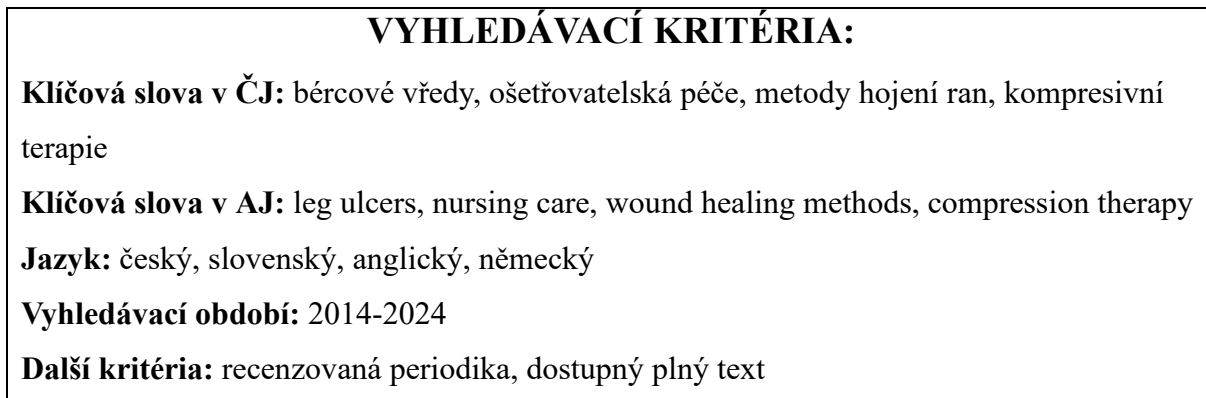 VYHLEDÁVACÍ KRITÉRIA:
Klíčová slova v ČJ: bércové vředy, ošetřovatelská péče, metody hojení ran, kompresivní
terapie
Klíčová slova v AJ: leg ulcers, nursing care, wound healing methods, compression therapy
Jazyk: český, slovenský, anglický, německý
Vyhledávací období: 2014-2024
Další kritéria: recenzovaná periodika, dostupný plný text